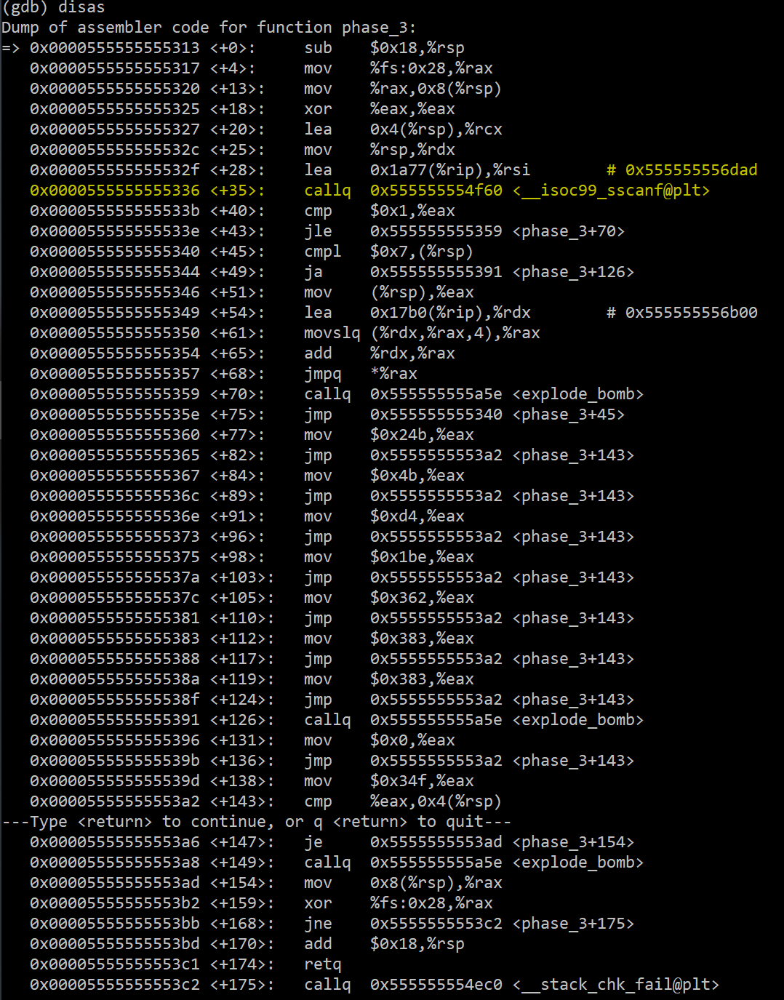 (gdb) disas
Dump of assembler code for function phase_3:
=> 0x0000555555555313 <+0>:     sub    $0x18,%rsp
   0x0000555555555317 <+4>:     mov    %fs:0x28,%rax
   0x0000555555555320 <+13>:    mov    %rax,0x8(%rsp)
   0x0000555555555325 <+18>:    xor    %eax,%eax
   0x0000555555555327 <+20>:    lea    0x4(%rsp),%rcx
   0x000055555555532c <+25>:    mov    %rsp,%rdx
   0x000055555555532f <+28>:    lea    0x1a77(%rip),%rsi        # 0x555555556dad
   0x0000555555555336 <+35>:    callq  0x555555554f60 <__isoc99_sscanf@plt>
   0x000055555555533b <+40>:    cmp    $0x1,%eax
   0x000055555555533e <+43>:    jle    0x555555555359 <phase_3+70>
   0x0000555555555340 <+45>:    cmpl   $0x7,(%rsp)
   0x0000555555555344 <+49>:    ja     0x555555555391 <phase_3+126>
   0x0000555555555346 <+51>:    mov    (%rsp),%eax
   0x0000555555555349 <+54>:    lea    0x17b0(%rip),%rdx        # 0x555555556b00
   0x0000555555555350 <+61>:    movslq (%rdx,%rax,4),%rax
   0x0000555555555354 <+65>:    add    %rdx,%rax
   0x0000555555555357 <+68>:    jmpq   *%rax
   0x0000555555555359 <+70>:    callq  0x555555555a5e <explode_bomb>
   0x000055555555535e <+75>:    jmp    0x555555555340 <phase_3+45>
   0x0000555555555360 <+77>:    mov    $0x24b,%eax
   0x0000555555555365 <+82>:    jmp    0x5555555553a2 <phase_3+143>
   0x0000555555555367 <+84>:    mov    $0x4b,%eax
   0x000055555555536c <+89>:    jmp    0x5555555553a2 <phase_3+143>
   0x000055555555536e <+91>:    mov    $0xd4,%eax
   0x0000555555555373 <+96>:    jmp    0x5555555553a2 <phase_3+143>
   0x0000555555555375 <+98>:    mov    $0x1be,%eax
   0x000055555555537a <+103>:   jmp    0x5555555553a2 <phase_3+143>
   0x000055555555537c <+105>:   mov    $0x362,%eax
   0x0000555555555381 <+110>:   jmp    0x5555555553a2 <phase_3+143>
   0x0000555555555383 <+112>:   mov    $0x383,%eax
   0x0000555555555388 <+117>:   jmp    0x5555555553a2 <phase_3+143>
   0x000055555555538a <+119>:   mov    $0x383,%eax
   0x000055555555538f <+124>:   jmp    0x5555555553a2 <phase_3+143>
   0x0000555555555391 <+126>:   callq  0x555555555a5e <explode_bomb>
   0x0000555555555396 <+131>:   mov    $0x0,%eax
   0x000055555555539b <+136>:   jmp    0x5555555553a2 <phase_3+143>
   0x000055555555539d <+138>:   mov    $0x34f,%eax
   0x00005555555553a2 <+143>:   cmp    %eax,0x4(%rsp)
---Type <return> to continue, or q <return> to quit---
   0x00005555555553a6 <+147>:   je     0x5555555553ad <phase_3+154>
   0x00005555555553a8 <+149>:   callq  0x555555555a5e <explode_bomb>
   0x00005555555553ad <+154>:   mov    0x8(%rsp),%rax
   0x00005555555553b2 <+159>:   xor    %fs:0x28,%rax
   0x00005555555553bb <+168>:   jne    0x5555555553c2 <phase_3+175>
   0x00005555555553bd <+170>:   add    $0x18,%rsp
   0x00005555555553c1 <+174>:   retq
   0x00005555555553c2 <+175>:   callq  0x555555554ec0 <__stack_chk_fail@plt>